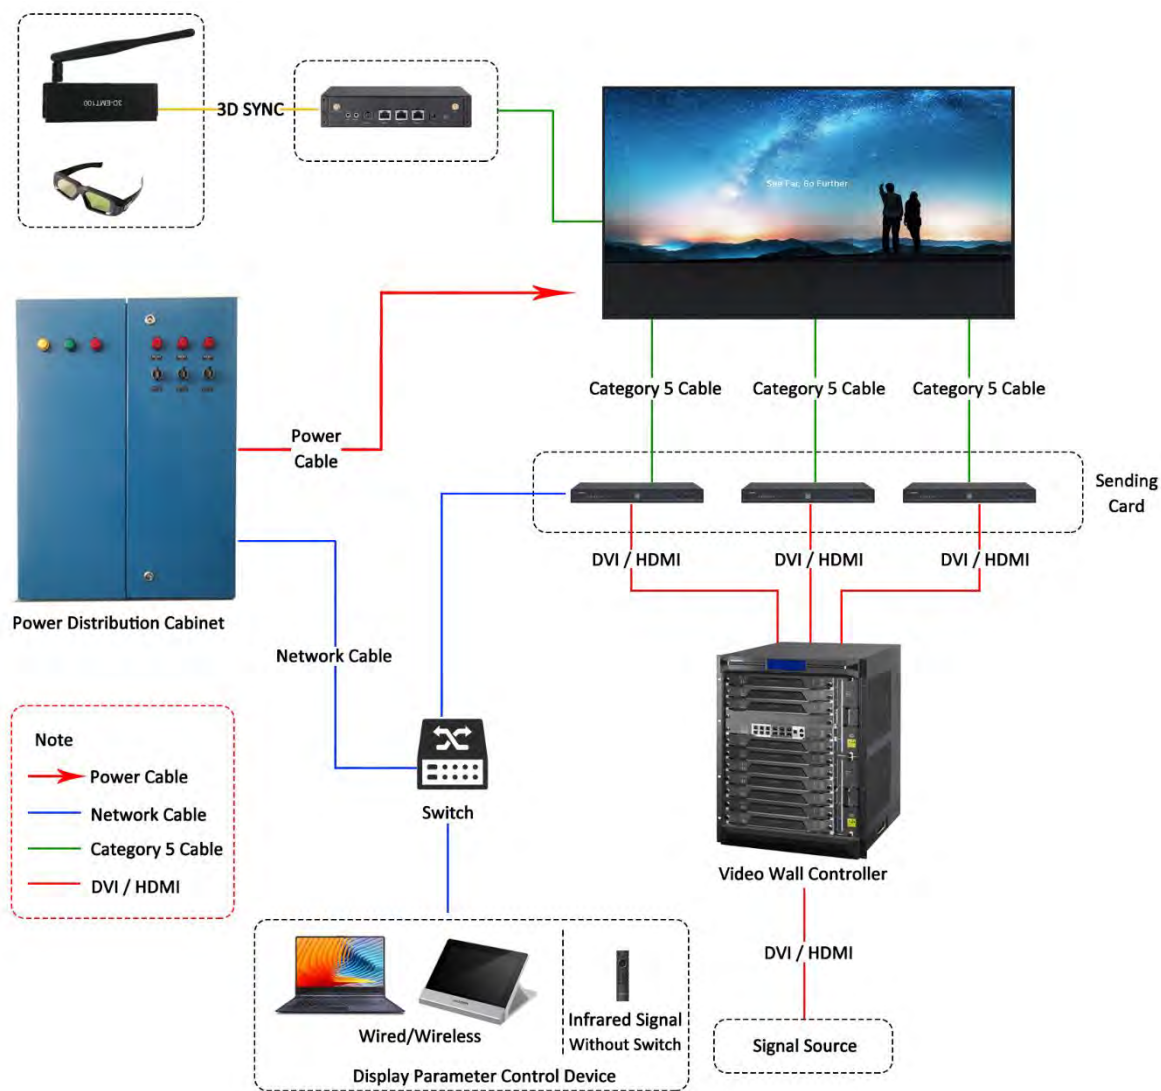 3D-EMT100
3D SYNC
See Far, Go Further
Category 5 Cable
Category 5 Cable
Category 5 Cable
Power
Cable
Sending
Card
DVI / HDMI
DVI / HDMI
DVI / HDMI
Power Distribution Cabinet
Network Cable
Note
Power Cable
Network Cable
Category 5 Cable
DVI / HDMI
Switch
Video Wall Controller
DVI / HDMI
Wired/Wireless
Infrared Signal
Without Switch
Display Parameter Control Device
Signal Source